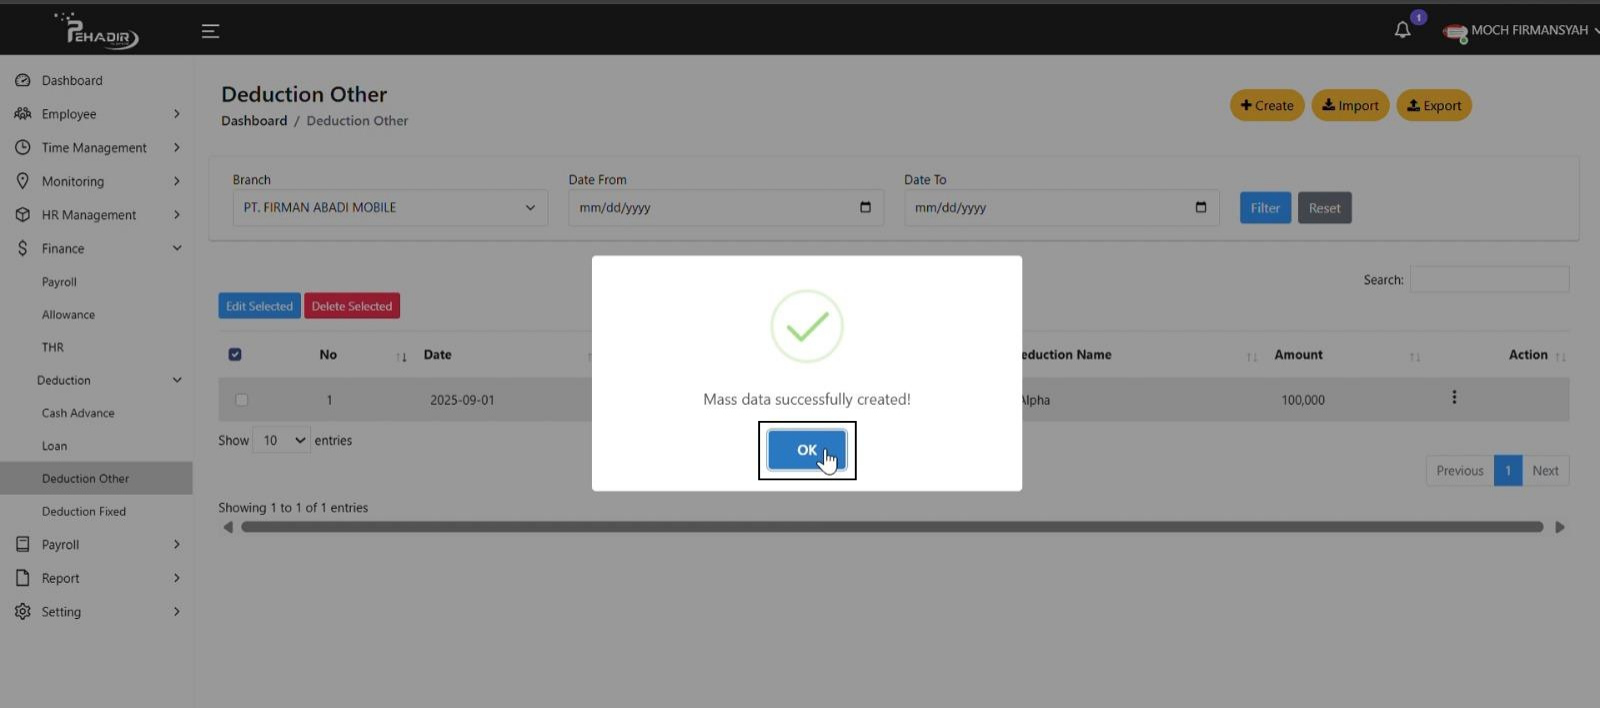 PEHADIR
1
MOCH FIRMANSYAH
Dashboard
Employee
Time Management
Monitoring
HR Management
Finance
Payroll
Allowance
THR
Deduction
Cash Advance
Loan
Deduction Other
Deduction Fixed
Payroll
Report
Setting
Deduction Other
Dashboard / Deduction Other
Create
Import
Export
Branch
PT. FIRMAN ABADI MOBILE
Date From
mm/dd/yyyy
Date To
mm/dd/yyyy
Filter
Reset
Search:
Edit Selected
Delete Selected
No Date eduction Name Amount Action
1 2025-09-01 Alpha 100,000
Show 10 entries
Previous 1 Next
Showing 1 to 1 of 1 entries
Mass data successfully created!
OK